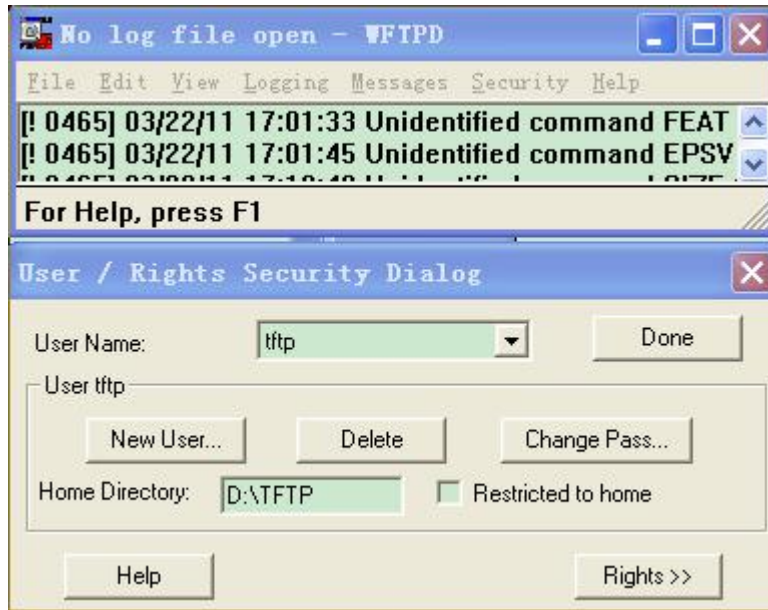 No log file open - WFTPD
File Edit View Logging Messages Security Help
[! 0465] 03/22/11 17:01:33 Unidentified command FEAT
[! 0465] 03/22/11 17:01:45 Unidentified command EPSV
For Help, press F1
User / Rights Security Dialog
User Name: tftp Done
User tftp
New User... Delete Change Pass...
Home Directory: D:\TFTP Restricted to home
Help Rights >>